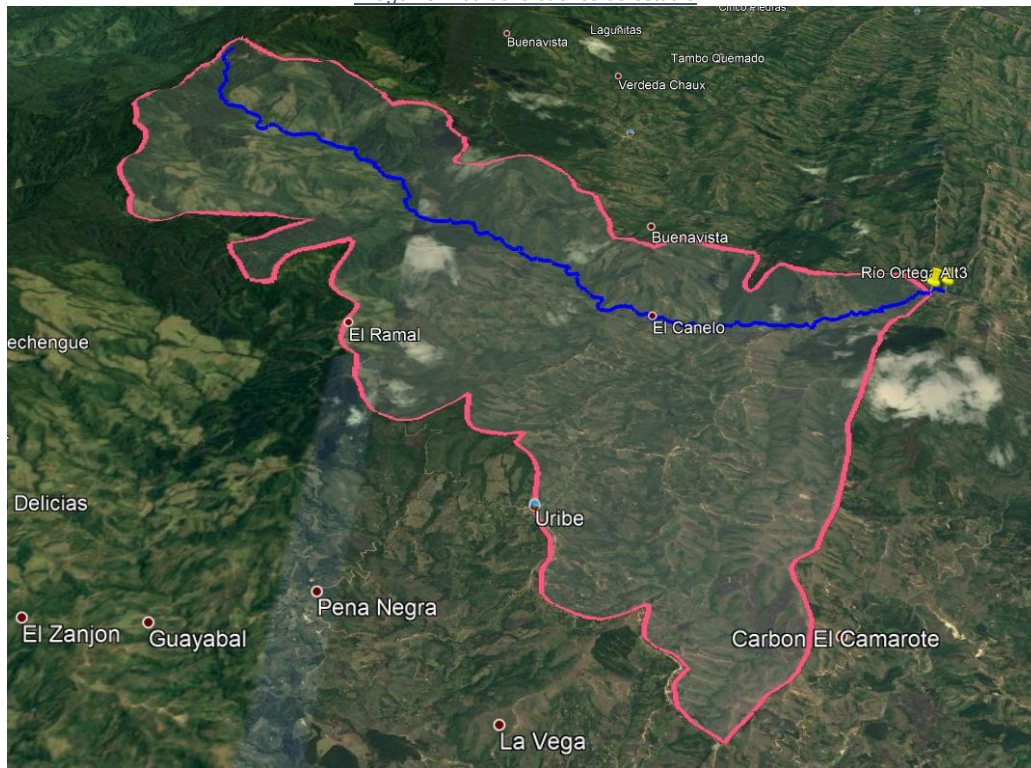 Cinco Piedras
Lagunitas
Buenavista
Tambo Quemado
Verdeda Chaux
Buenavista
Río Ortega Alt3
El Canelo
El Ramal
echengue
Delicias
Uribe
Pena Negra
El Zanjon
Guayabal
Carbon El Camarote
La Vega